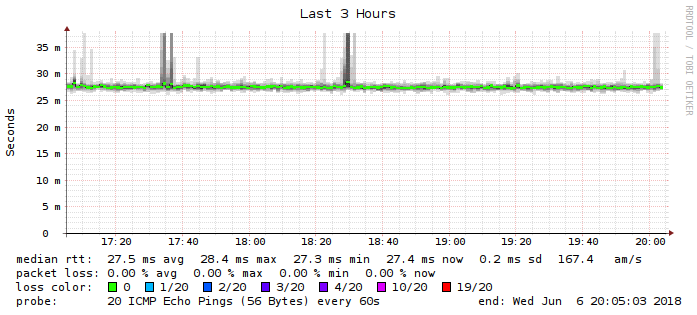 Last 3 Hours
RRDTOOL / TOBI OETIKER
Seconds
35 m
30 m
25 m
20 m
15 m
10 m
5 m
0
17:20 17:40 18:00 18:20 18:40 19:00 19:20 19:40 20:00
median rtt: 27.5 ms avg 28.4 ms max 27.3 ms min 27.4 ms now 0.2 ms sd 167.4 am/s
packet loss: 0.00 % avg 0.00 % max 0.00 % min 0.00 % now
loss color: 0 1/20 2/20 3/20 4/20 10/20 19/20
probe: 20 ICMP Echo Pings (56 Bytes) every 60s end: Wed Jun 6 20:05:03 2018